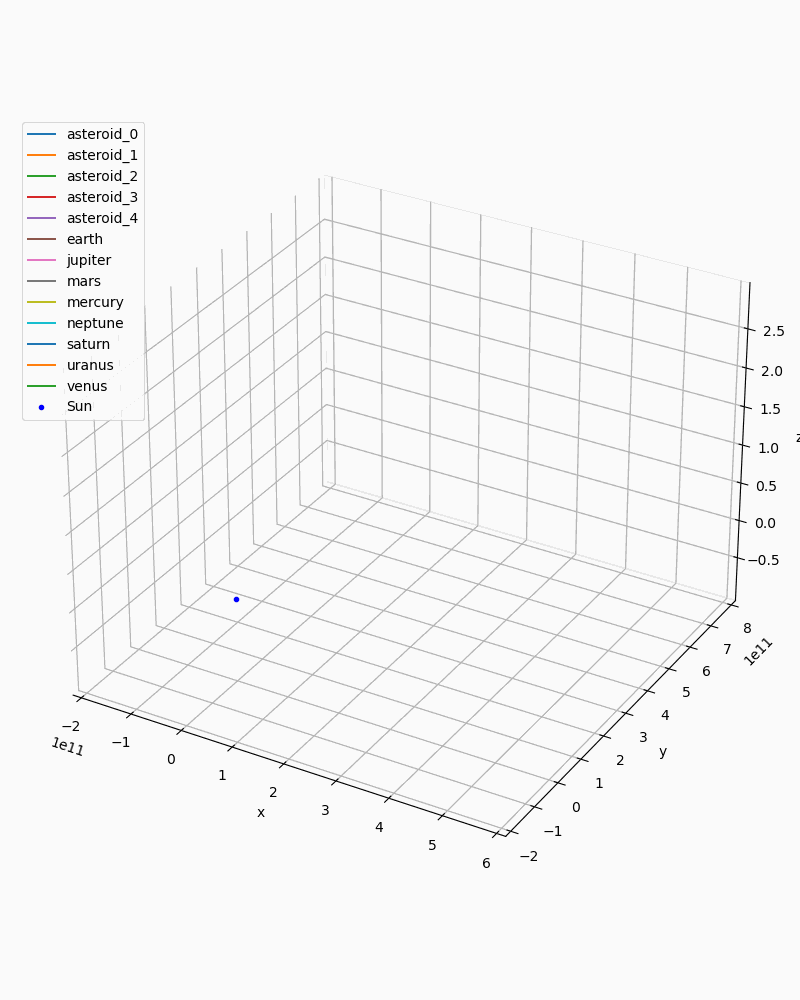 asteroid_0
asteroid_1
asteroid_2
asteroid_3
asteroid_4
earth
jupiter
mars
mercury
neptune
saturn
uranus
venus
Sun
2.5
2.0
1.5
1.0
0.5
0.0
−0.5
z
8
7
6
5
4
3
2
1
0
−1
−2
1e11
y
−2
−1
0
1
2
3
4
5
6
1e11
x